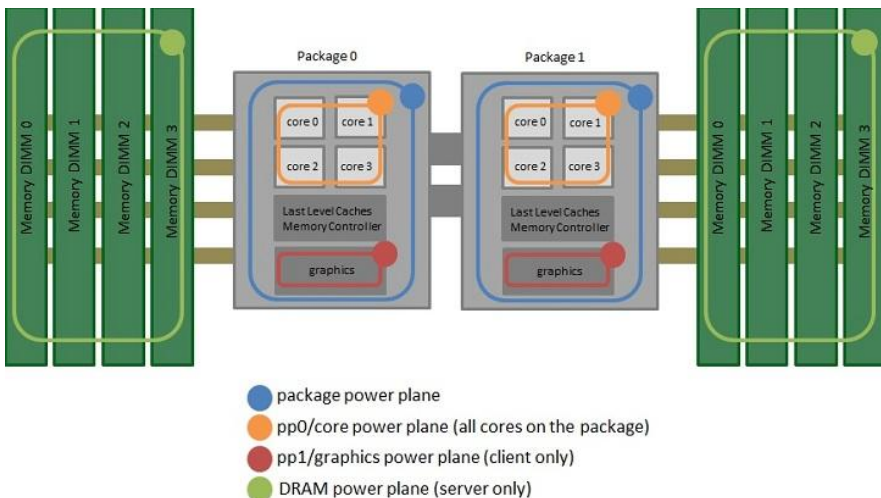 Package 0
Package 1
Memory DIMM 0
Memory DIMM 1
Memory DIMM 2
Memory DIMM 3
core 0
core 1
core 2
core 3
Last Level Caches
Memory Controller
graphics
core 0
core 1
core 2
core 3
Last Level Caches
Memory Controller
graphics
Memory DIMM 0
Memory DIMM 1
Memory DIMM 2
Memory DIMM 3
package power plane
pp0/core power plane (all cores on the package)
pp1/graphics power plane (client only)
DRAM power plane (server only)